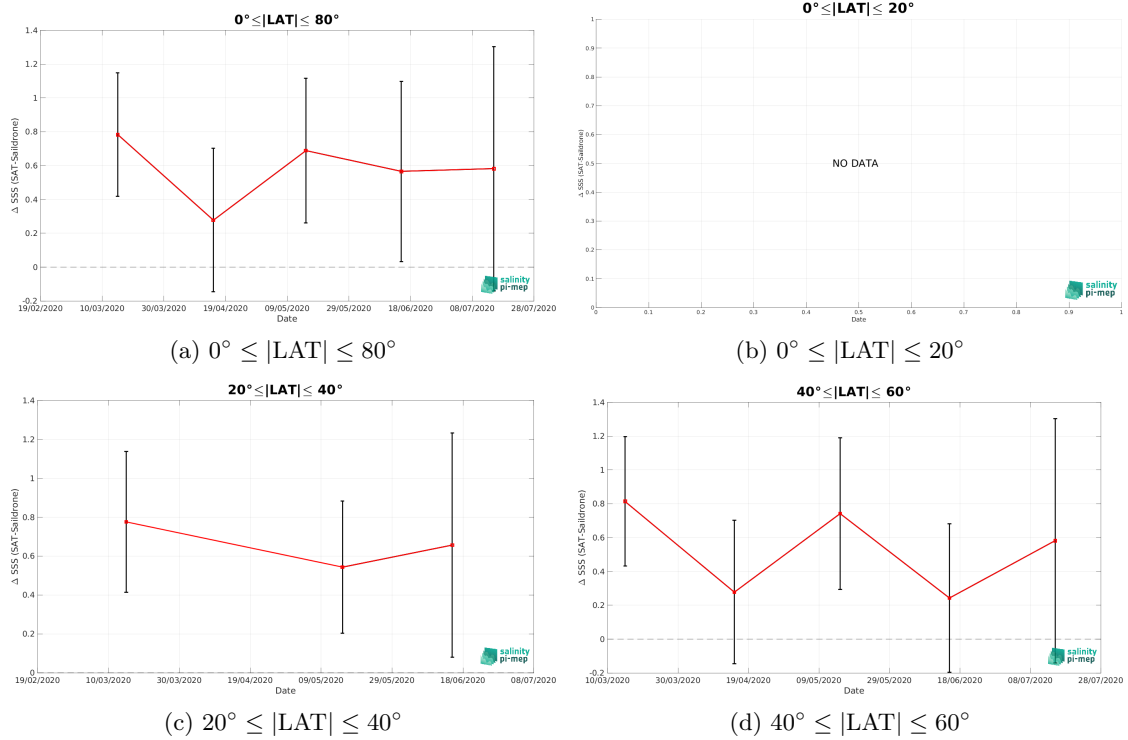 0°≤|LAT|≤ 80°
1.4
1.2
1
0.8
0.6
0.4
0.2
0
-0.2
Δ SSS (SAT-Saildrone)
19/02/2020 10/03/2020 30/03/2020 19/04/2020 09/05/2020 29/05/2020 18/06/2020 08/07/2020 28/07/2020
Date
salinity
pi-mep
(a) 0° ≤ |LAT| ≤ 80°
0°≤|LAT|≤ 20°
1
0.9
0.8
0.7
0.6
0.5
0.4
0.3
0.2
0.1
0
Δ SSS (SAT-Saildrone)
NO DATA
0 0.1 0.2 0.3 0.4 0.5 0.6 0.7 0.8 0.9 1
Date
salinity
pi-mep
(b) 0° ≤ |LAT| ≤ 20°
20°≤|LAT|≤ 40°
1.4
1.2
1
0.8
0.6
0.4
0.2
0
Δ SSS (SAT-Saildrone)
19/02/2020 10/03/2020 30/03/2020 19/04/2020 09/05/2020 29/05/2020 18/06/2020 08/07/2020
Date
salinity
pi-mep
(c) 20° ≤ |LAT| ≤ 40°
40°≤|LAT|≤ 60°
1.4
1.2
1
0.8
0.6
0.4
0.2
0
-0.2
Δ SSS (SAT-Saildrone)
10/03/2020 30/03/2020 19/04/2020 09/05/2020 29/05/2020 18/06/2020 08/07/2020 28/07/2020
Date
salinity
pi-mep
(d) 40° ≤ |LAT| ≤ 60°